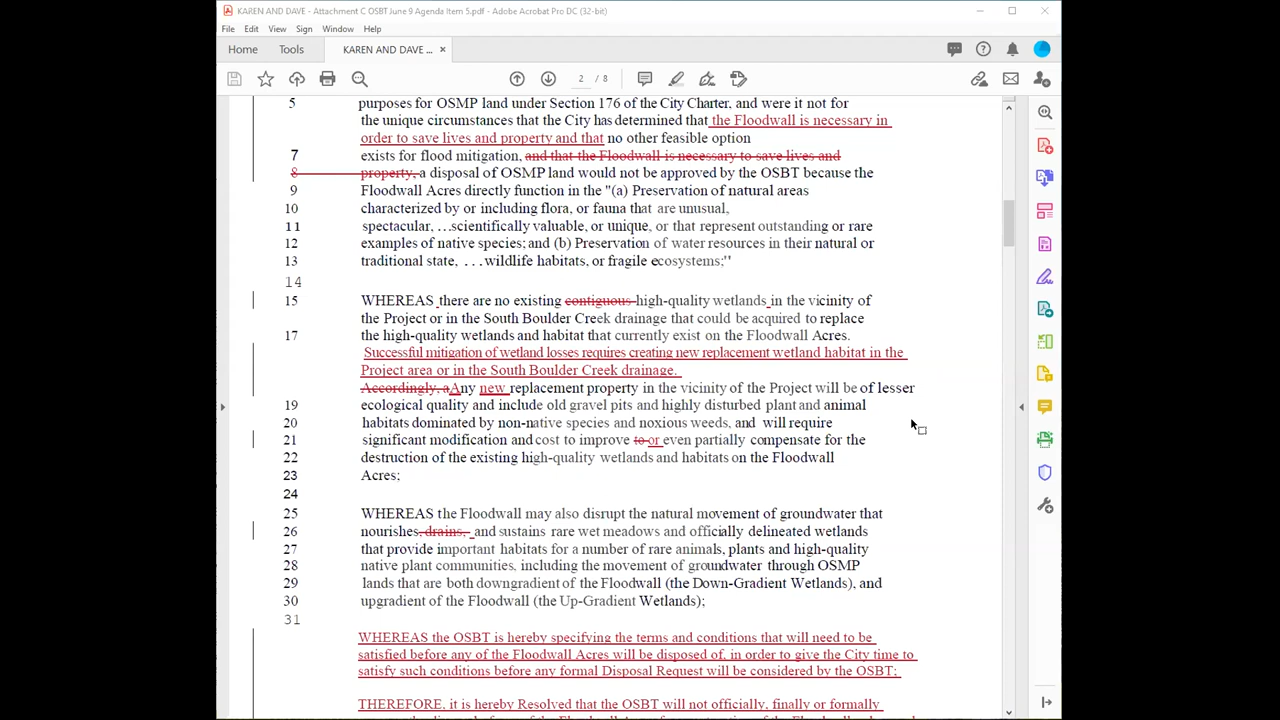 KAREN AND DAVE - Attachment C OSBT June 9 Agenda Item 5.pdf - Adobe Acrobat Pro DC (32-bit)
File Edit View Sign Window Help
Home Tools KAREN AND DAVE ... ×
2 / 8
5 purposes for OSMP land under Section 176 of the City Charter, and were it not for
the unique circumstances that the City has determined that the Floodwall is necessary in
order to save lives and property and that no other feasible option
7 exists for flood mitigation, and that the Floodwall is necessary to save lives and
8 property, a disposal of OSMP land would not be approved by the OSBT because the
9 Floodwall Acres directly function in the "(a) Preservation of natural areas
10 characterized by or including flora, or fauna that are unusual,
11 spectacular, ...scientifically valuable, or unique, or that represent outstanding or rare
12 examples of native species; and (b) Preservation of water resources in their natural or
13 traditional state, ...wildlife habitats, or fragile ecosystems;"
14
15 WHEREAS there are no existing contiguous high-quality wetlands in the vicinity of
the Project or in the South Boulder Creek drainage that could be acquired to replace
17 the high-quality wetlands and habitat that currently exist on the Floodwall Acres.
Successful mitigation of wetland losses requires creating new replacement wetland habitat in the
Project area or in the South Boulder Creek drainage.
Accordingly, aAny new replacement property in the vicinity of the Project will be of lesser
19 ecological quality and include old gravel pits and highly disturbed plant and animal
20 habitats dominated by non-native species and noxious weeds, and will require
21 significant modification and cost to improve to or even partially compensate for the
22 destruction of the existing high-quality wetlands and habitats on the Floodwall
23 Acres;
24
25 WHEREAS the Floodwall may also disrupt the natural movement of groundwater that
26 nourishes, drains, and sustains rare wet meadows and officially delineated wetlands
27 that provide important habitats for a number of rare animals, plants and high-quality
28 native plant communities, including the movement of groundwater through OSMP
29 lands that are both downgradient of the Floodwall (the Down-Gradient Wetlands), and
30 upgradient of the Floodwall (the Up-Gradient Wetlands);
31
WHEREAS the OSBT is hereby specifying the terms and conditions that will need to be
satisfied before any of the Floodwall Acres will be disposed of, in order to give the City time to
satisfy such conditions before any formal Disposal Request will be considered by the OSBT;
THEREFORE, it is hereby Resolved that the OSBT will not officially, finally or formally